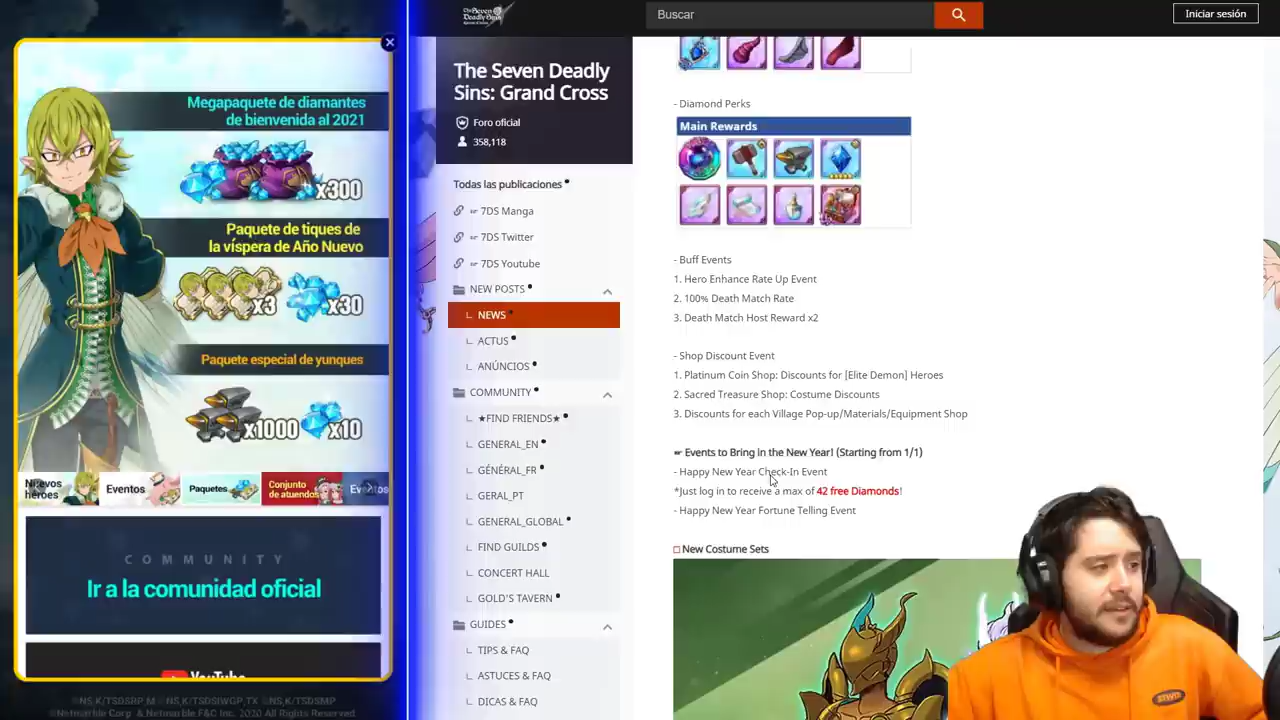 Megapaquete de diamantes
de bienvenida al 2021
x300
Paquete de tiques de
la víspera de Año Nuevo
x3
x30
Paquete especial de yunques
x1000
x10
Nuevos
héroes
Eventos
Paquetes
Conjunto
de atuendos
Eventos
COMMUNITY
Ir a la comunidad oficial
YouTube
The Seven Deadly Sins
Buscar
Iniciar sesión
The Seven Deadly
Sins: Grand Cross
Foro oficial
358,118
Todas las publicaciones
☞ 7DS Manga
☞ 7DS Twitter
☞ 7DS Youtube
NEW POSTS
NEWS
ACTUS
ANÚNCIOS
COMMUNITY
★FIND FRIENDS★
GENERAL_EN
GÉNÉRAL_FR
GERAL_PT
GENERAL_GLOBAL
FIND GUILDS
CONCERT HALL
GOLD'S TAVERN
GUIDES
TIPS & FAQ
ASTUCES & FAQ
DICAS & FAQ
- Diamond Perks
Main Rewards
- Buff Events
1. Hero Enhance Rate Up Event
2. 100% Death Match Rate
3. Death Match Host Reward x2
- Shop Discount Event
1. Platinum Coin Shop: Discounts for [Elite Demon] Heroes
2. Sacred Treasure Shop: Costume Discounts
3. Discounts for each Village Pop-up/Materials/Equipment Shop
☛ Events to Bring in the New Year! (Starting from 1/1)
- Happy New Year Check-In Event
*Just log in to receive a max of 42 free Diamonds!
- Happy New Year Fortune Telling Event
□ New Costume Sets